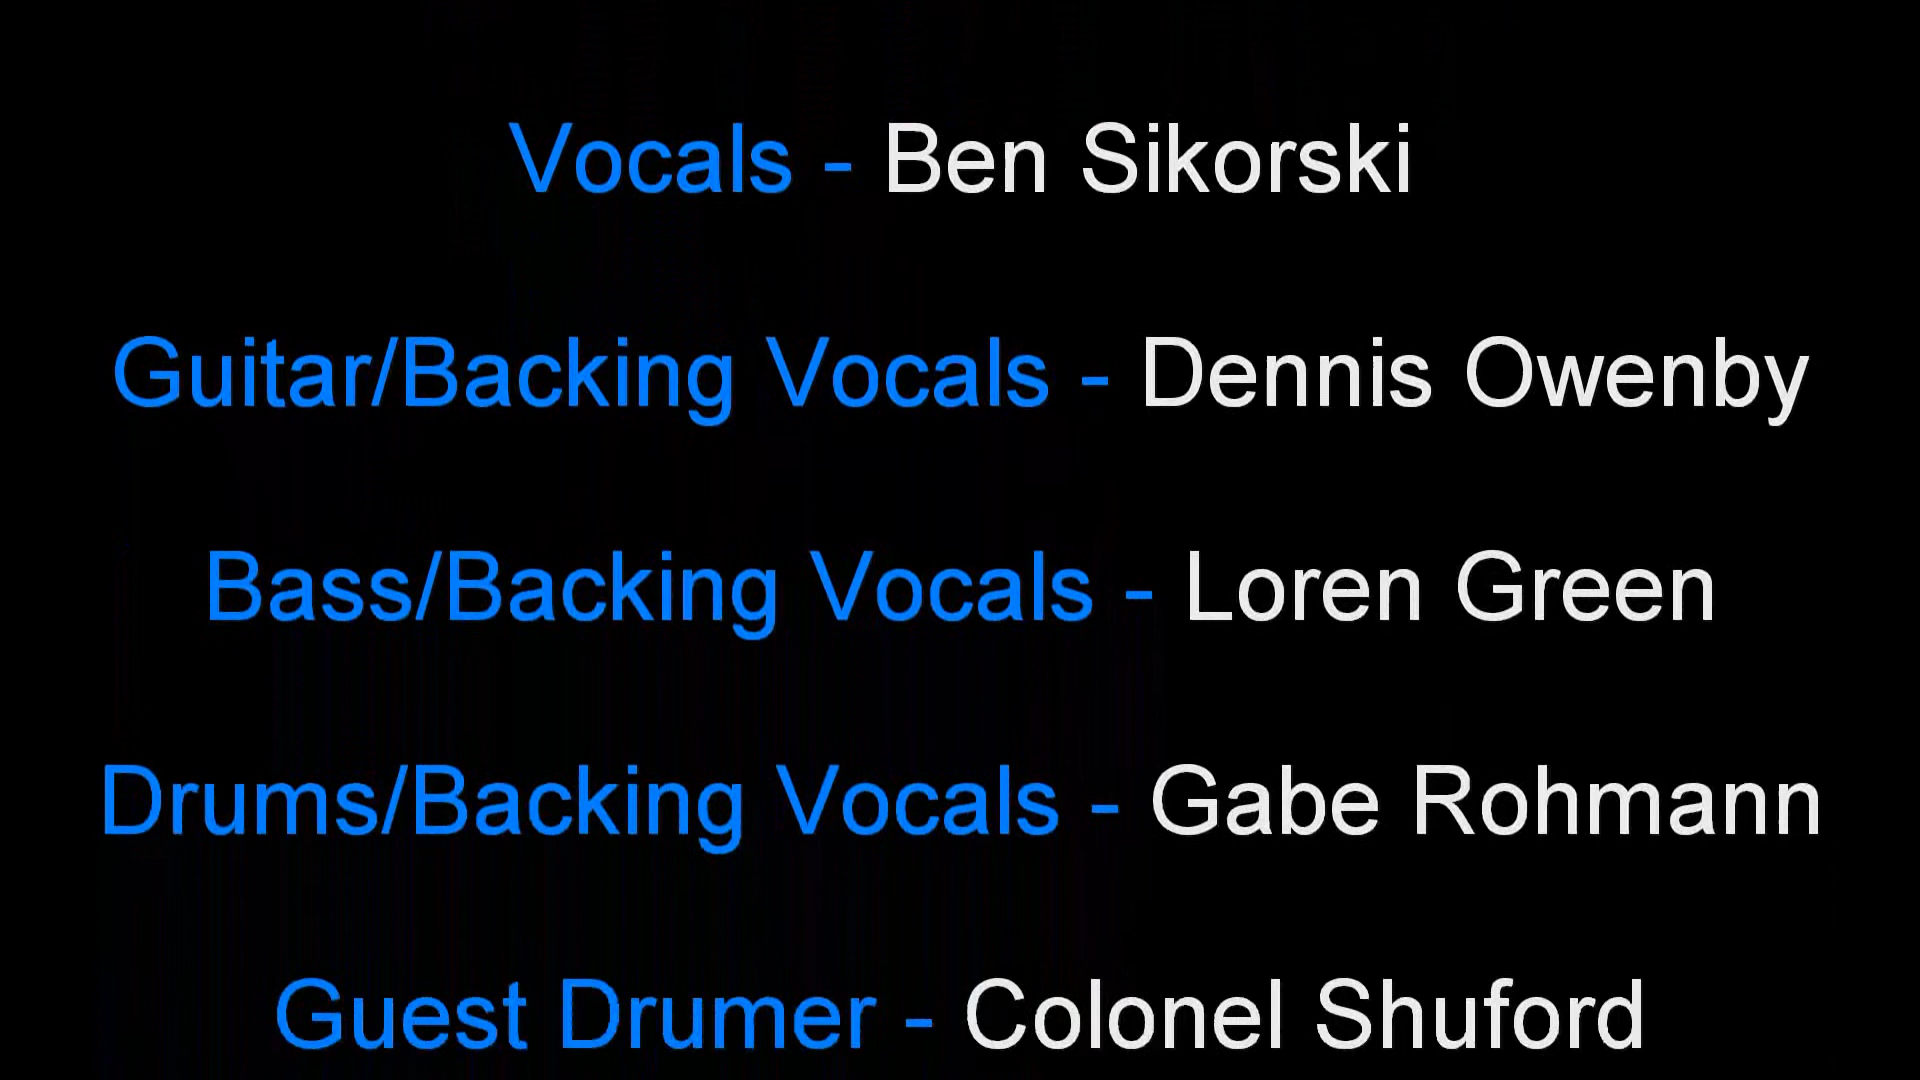 Vocals - Ben Sikorski
Guitar/Backing Vocals - Dennis Owenby
Bass/Backing Vocals - Loren Green
Drums/Backing Vocals - Gabe Rohmann
Guest Drumer - Colonel Shuford